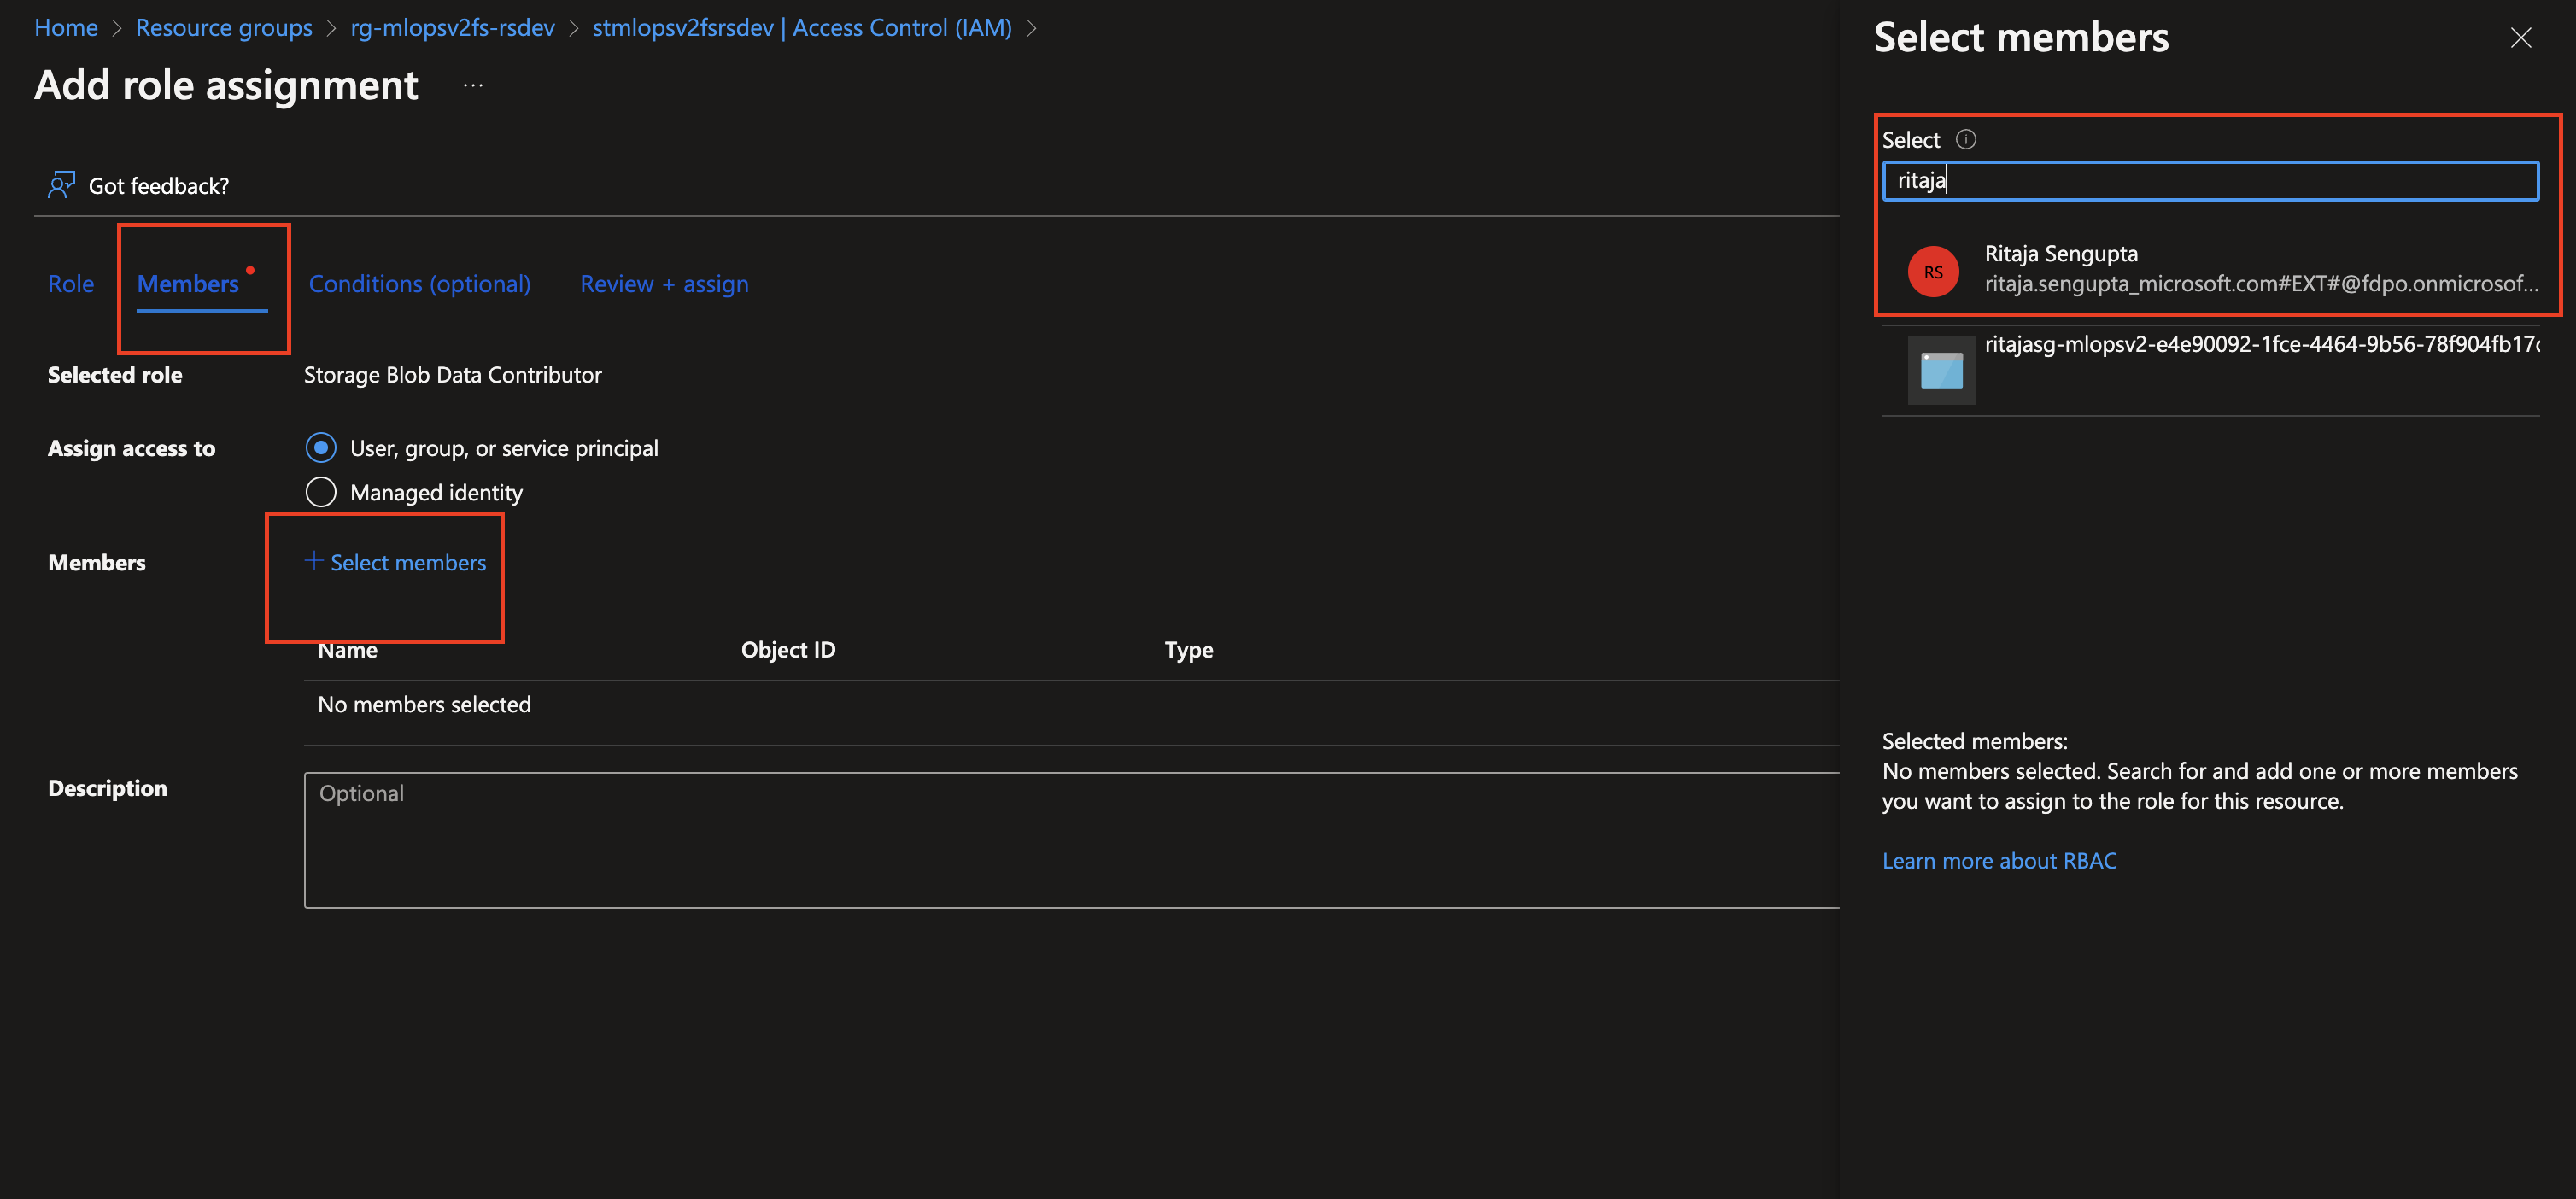 Home > Resource groups > rg-mlopsv2fs-rsdev > stmlopsv2fsrsdev | Access Control (IAM) >
Add role assignment ...
Got feedback?
Role Members Conditions (optional) Review + assign
Selected role Storage Blob Data Contributor
Assign access to User, group, or service principal
Managed identity
Members + Select members
Name Object ID Type
No members selected
Description Optional
Select members
Select
ritaja
RS Ritaja Sengupta
ritaja.sengupta_microsoft.com#EXT#@fdpo.onmicrosof...
ritajasg-mlopsv2-e4e90092-1fce-4464-9b56-78f904fb17
Selected members:
No members selected. Search for and add one or more members
you want to assign to the role for this resource.
Learn more about RBAC